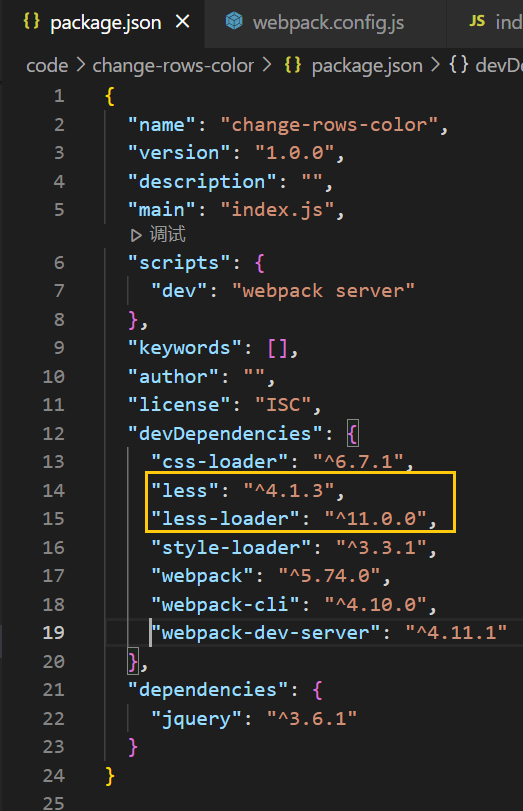 {} package.json ×
webpack.config.js
JS ind
code > change-rows-color > {} package.json > {} devDe
1 {
2 "name": "change-rows-color",
3 "version": "1.0.0",
4 "description": "",
5 "main": "index.js",
调试
6 "scripts": {
7 "dev": "webpack server"
8 },
9 "keywords": [],
10 "author": "",
11 "license": "ISC",
12 "devDependencies": {
13 "css-loader": "^6.7.1",
14 "less": "^4.1.3",
15 "less-loader": "^11.0.0",
16 "style-loader": "^3.3.1",
17 "webpack": "^5.74.0",
18 "webpack-cli": "^4.10.0",
19 "webpack-dev-server": "^4.11.1"
20 },
21 "dependencies": {
22 "jquery": "^3.6.1"
23 }
24 }
25